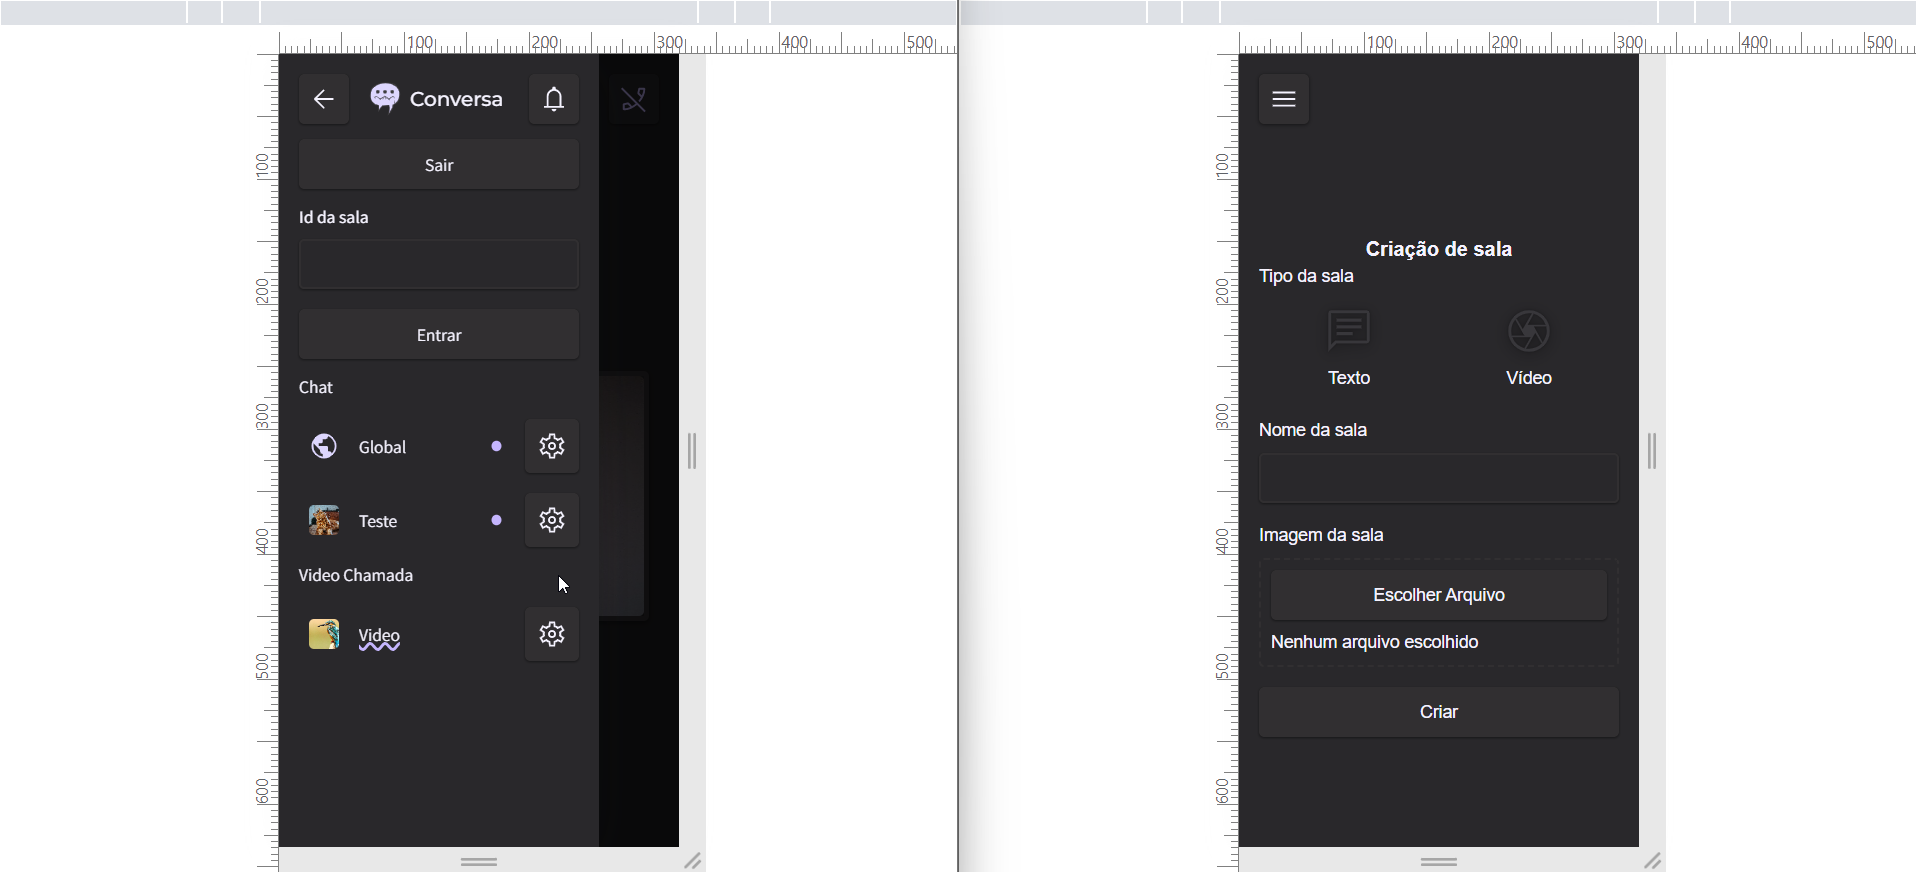 100 200 300 400 500
100
200
300
400
500
600
Conversa
Sair
Id da sala
Entrar
Chat
Global
Teste
Video Chamada
Video
100 200 300 400 500
100
200
300
400
500
600
Criação de sala
Tipo da sala
Texto Vídeo
Nome da sala
Imagem da sala
Escolher Arquivo
Nenhum arquivo escolhido
Criar